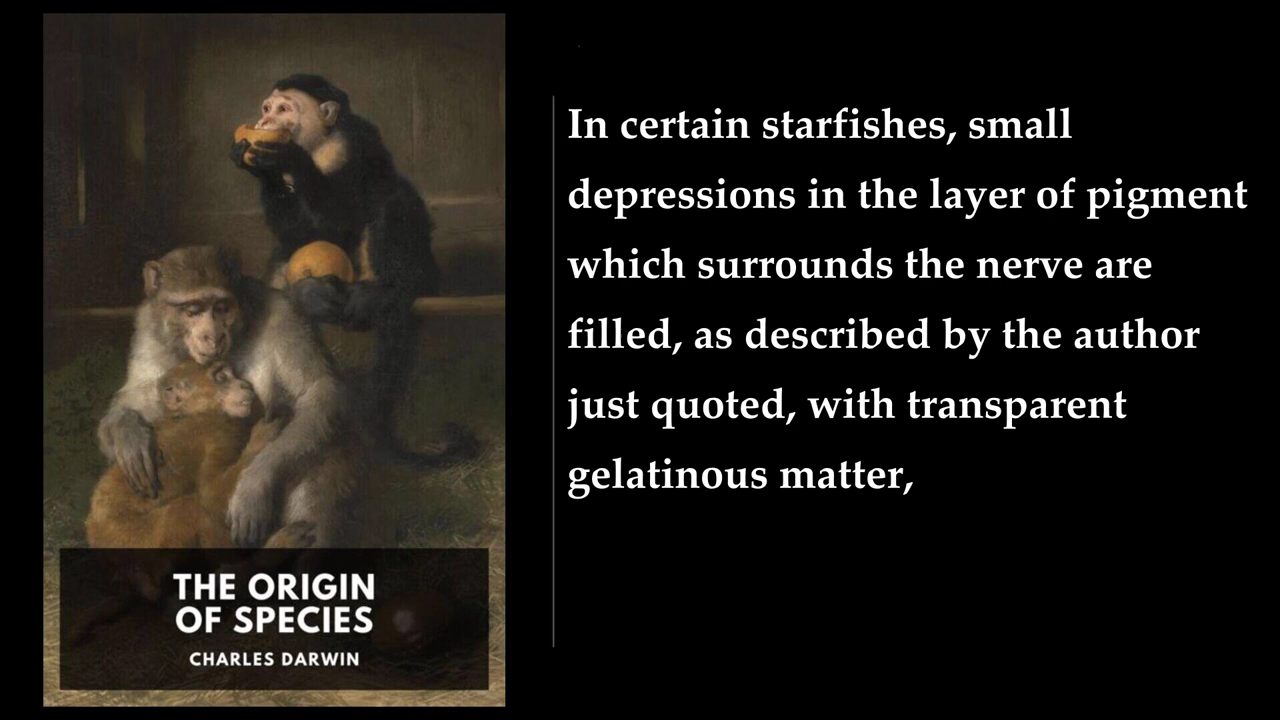 THE ORIGIN
OF SPECIES
CHARLES DARWIN
In certain starfishes, small
depressions in the layer of pigment
which surrounds the nerve are
filled, as described by the author
just quoted, with transparent
gelatinous matter,